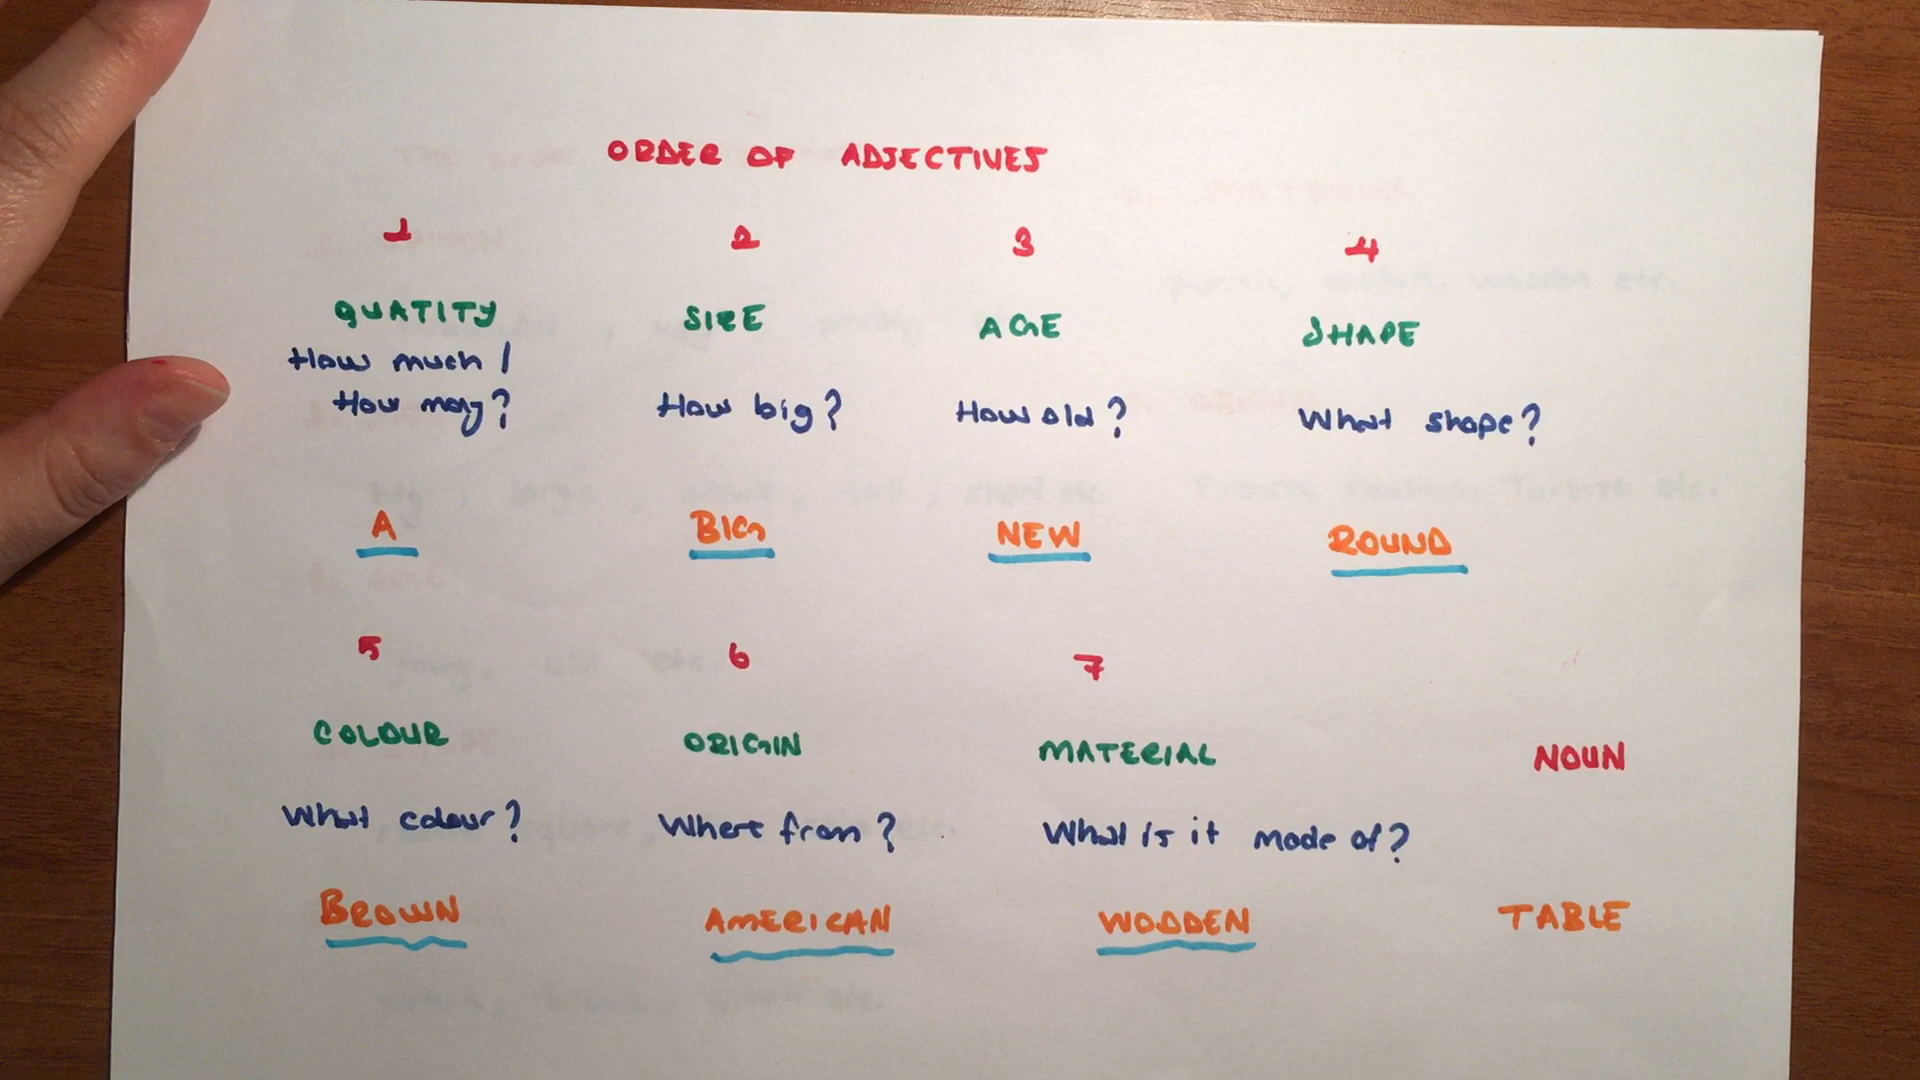 ORDER OF ADJECTIVES
1 2 3 4
QUATITY SIZE AGE SHAPE
How much /
How many? How big? How old? What shape?
A BIG NEW ROUND
5 6 7
COLOUR ORIGIN MATERIAL NOUN
What colour? Where from? What is it made of?
BROWN AMERICAN WOODEN TABLE